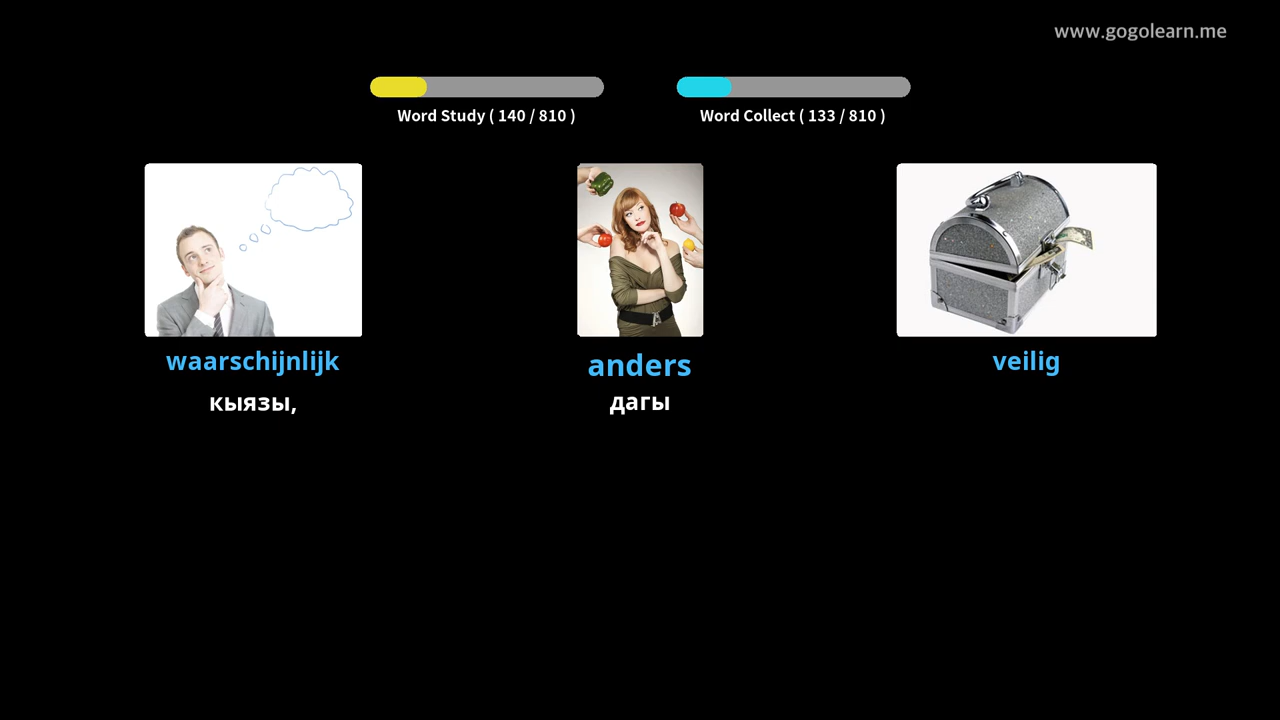 www.gogolearn.me
Word Study ( 140 / 810 )
Word Collect ( 133 / 810 )
waarschijnlijk
anders
veilig
кыязы,
дагы